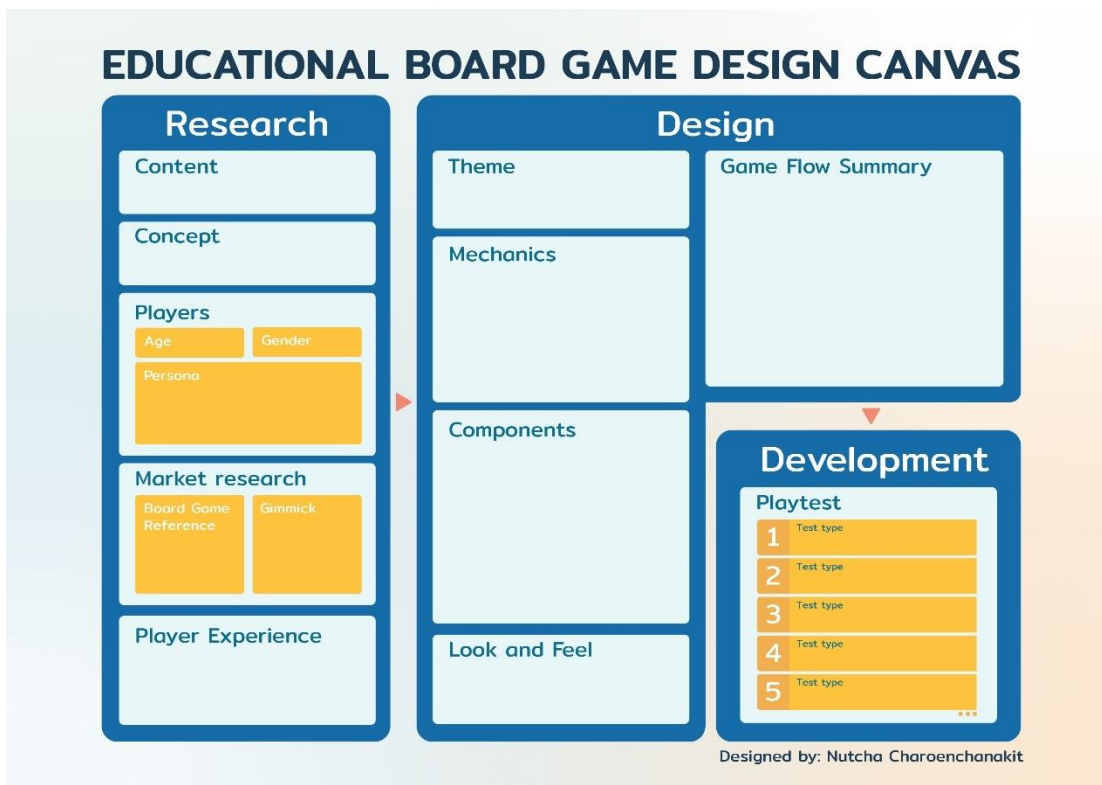 EDUCATIONAL BOARD GAME DESIGN CANVAS
Research
Content
Concept
Players
Age
Gender
Persona
Market research
Board Game
Reference
Gimmick
Player Experience
Design
Theme
Mechanics
Components
Look and Feel
Game Flow Summary
Development
Playtest
1 Test type
2 Test type
3 Test type
4 Test type
5 Test type
Designed by: Nutcha Charoenchanakit